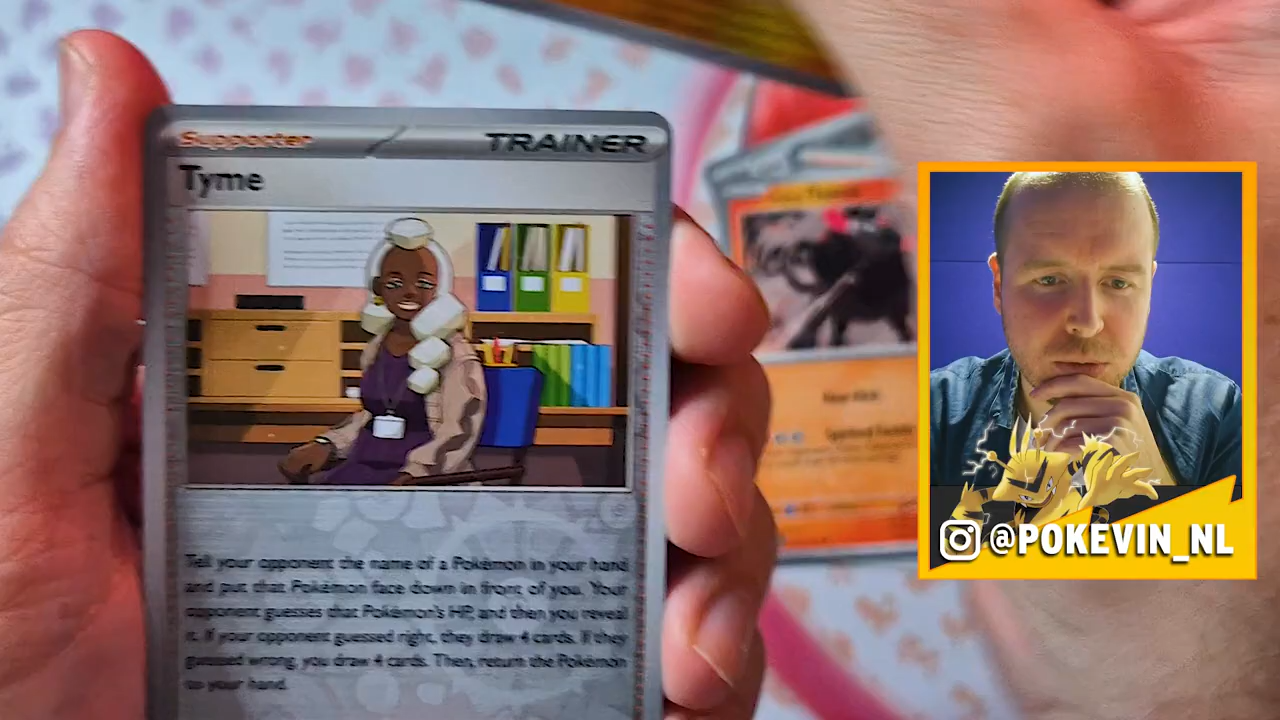 Supporter
TRAINER
Tyme
Tell your opponent the name of a Pokémon in your hand
and put that Pokémon face down in front of you. Your
opponent guesses that Pokémon's HP, and then you reveal
it. If your opponent guessed right, they draw 4 cards. If they
guessed wrong, you draw 4 cards. Then, return the Pokémon
to your hand.
@POKEVIN_NL